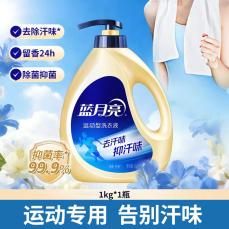 去除汗味*
留香24h
除菌抑菌
蓝月亮
运动型洗衣液
去汗味
抑汗味
抑菌率*
99.9%
1kg*1瓶
运动专用 告别汗味